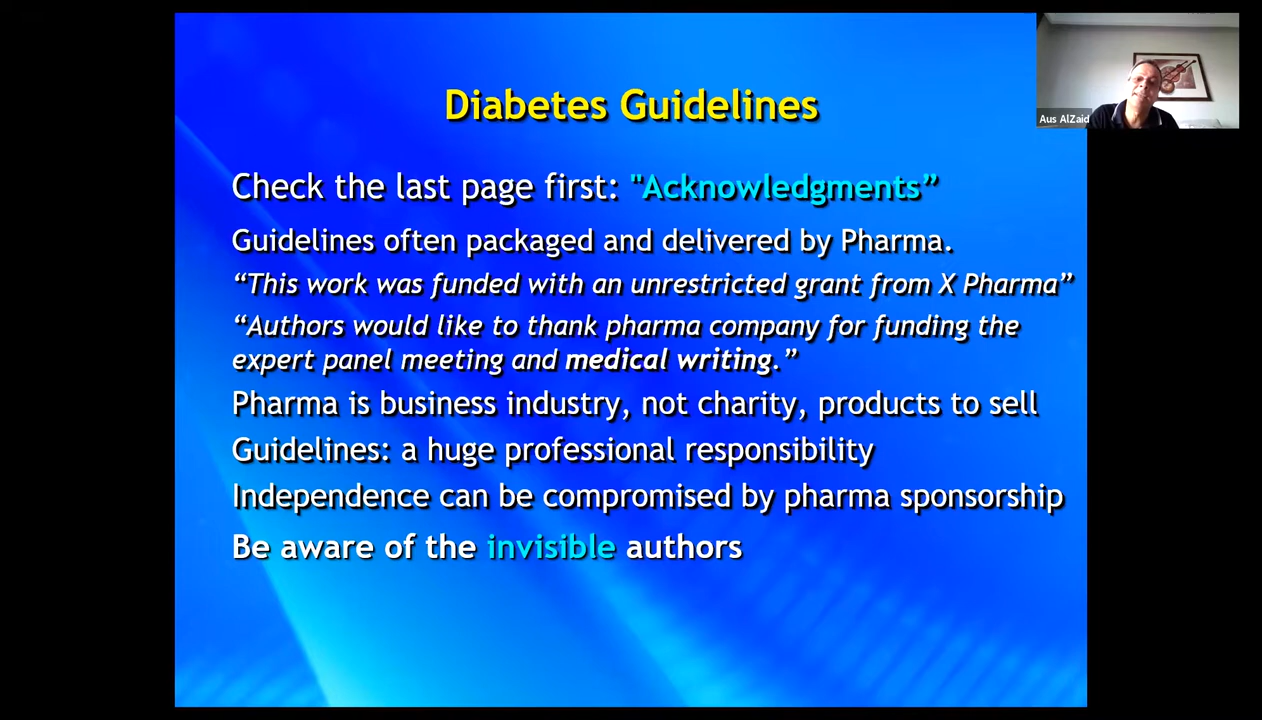 Diabetes Guidelines
Aus AlZaid
Check the last page first: "Acknowledgments”
Guidelines often packaged and delivered by Pharma.
“This work was funded with an unrestricted grant from X Pharma”
“Authors would like to thank pharma company for funding the
expert panel meeting and medical writing.”
Pharma is business industry, not charity, products to sell
Guidelines: a huge professional responsibility
Independence can be compromised by pharma sponsorship
Be aware of the invisible authors